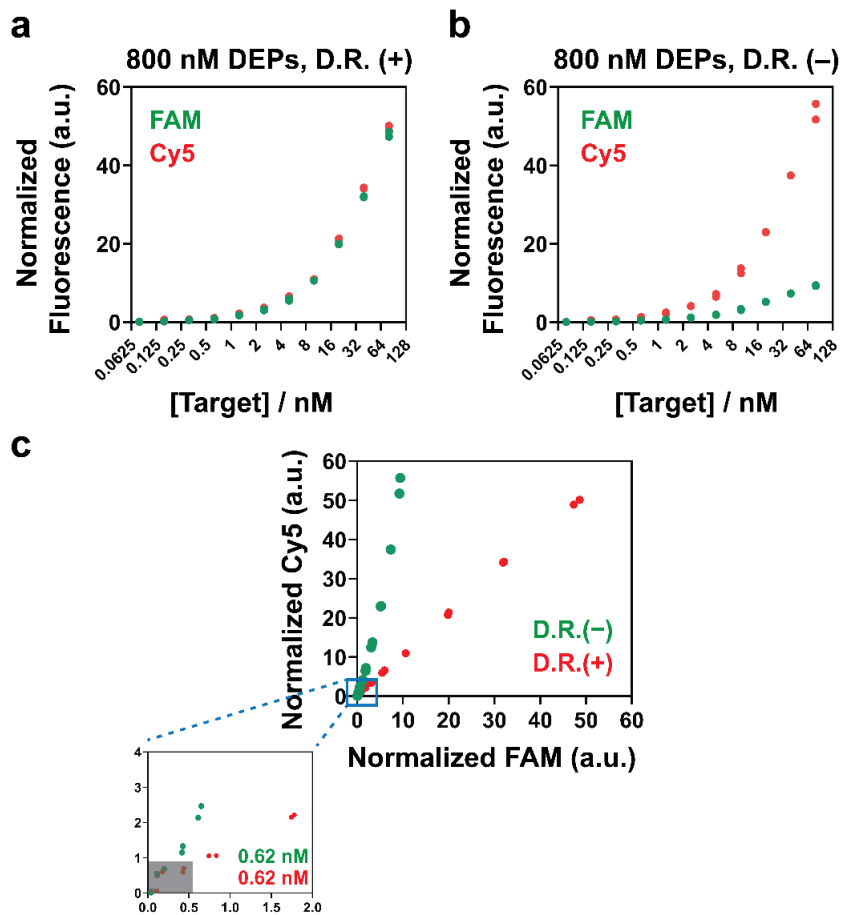 a
800 nM DEPs, D.R. (+)
Normalized
Fluorescence (a.u.)
60
40
20
0
FAM
Cy5
0.0625
0.125
0.25
0.5
1
2
4
8
16
32
64
128
[Target] / nM
b
800 nM DEPs, D.R. (−)
Normalized
Fluorescence (a.u.)
60
40
20
0
FAM
Cy5
0.0625
0.125
0.25
0.5
1
2
4
8
16
32
64
128
[Target] / nM
c
Normalized Cy5 (a.u.)
60
50
40
30
20
10
0
D.R.(−)
D.R.(+)
0 10 20 30 40 50 60
Normalized FAM (a.u.)
4
3
2
1
0
0.62 nM
0.62 nM
0.0 0.5 1.0 1.5 2.0